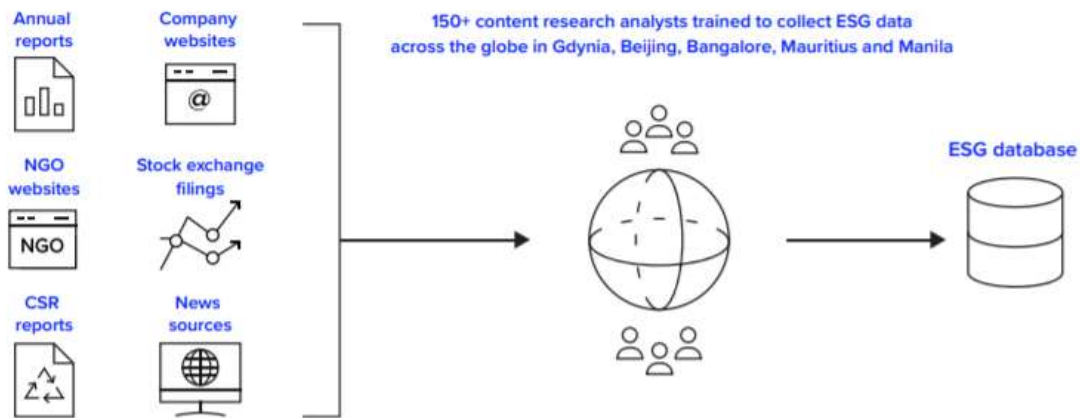 Annual
reports
Company
websites
150+ content research analysts trained to collect ESG data
across the globe in Gdynia, Beijing, Bangalore, Mauritius and Manila
@
NGO
websites
Stock exchange
filings
ESG database
NGO
CSR
reports
News
sources